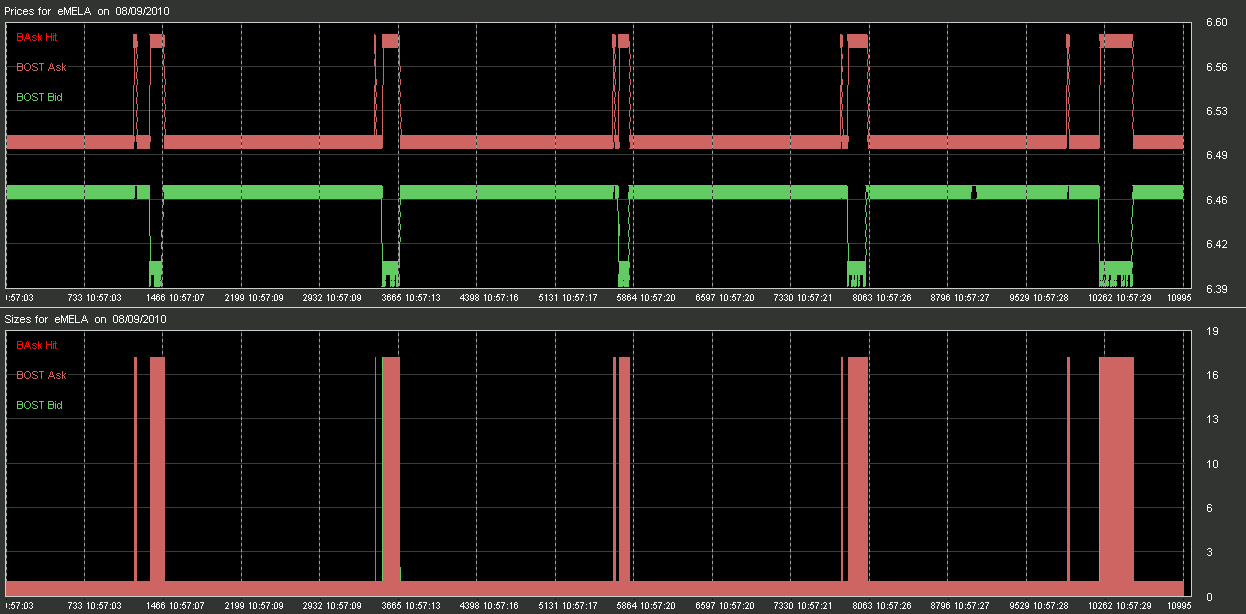 Prices for eMELA on 08/09/2010
BAsk Hit
BOST Ask
BOST Bid
6.60
6.56
6.53
6.49
6.46
6.42
6.39
:57:03 733 10:57:03 1466 10:57:07 2199 10:57:09 2932 10:57:09 3665 10:57:13 4398 10:57:16 5131 10:57:17 5864 10:57:20 6597 10:57:20 7330 10:57:21 8063 10:57:26 8796 10:57:27 9529 10:57:28 10262 10:57:29 10995
Sizes for eMELA on 08/09/2010
BAsk Hit
BOST Ask
BOST Bid
19
16
13
10
6
3
0
:57:03 733 10:57:03 1466 10:57:07 2199 10:57:09 2932 10:57:09 3665 10:57:13 4398 10:57:16 5131 10:57:17 5864 10:57:20 6597 10:57:20 7330 10:57:21 8063 10:57:26 8796 10:57:27 9529 10:57:28 10262 10:57:29 10995